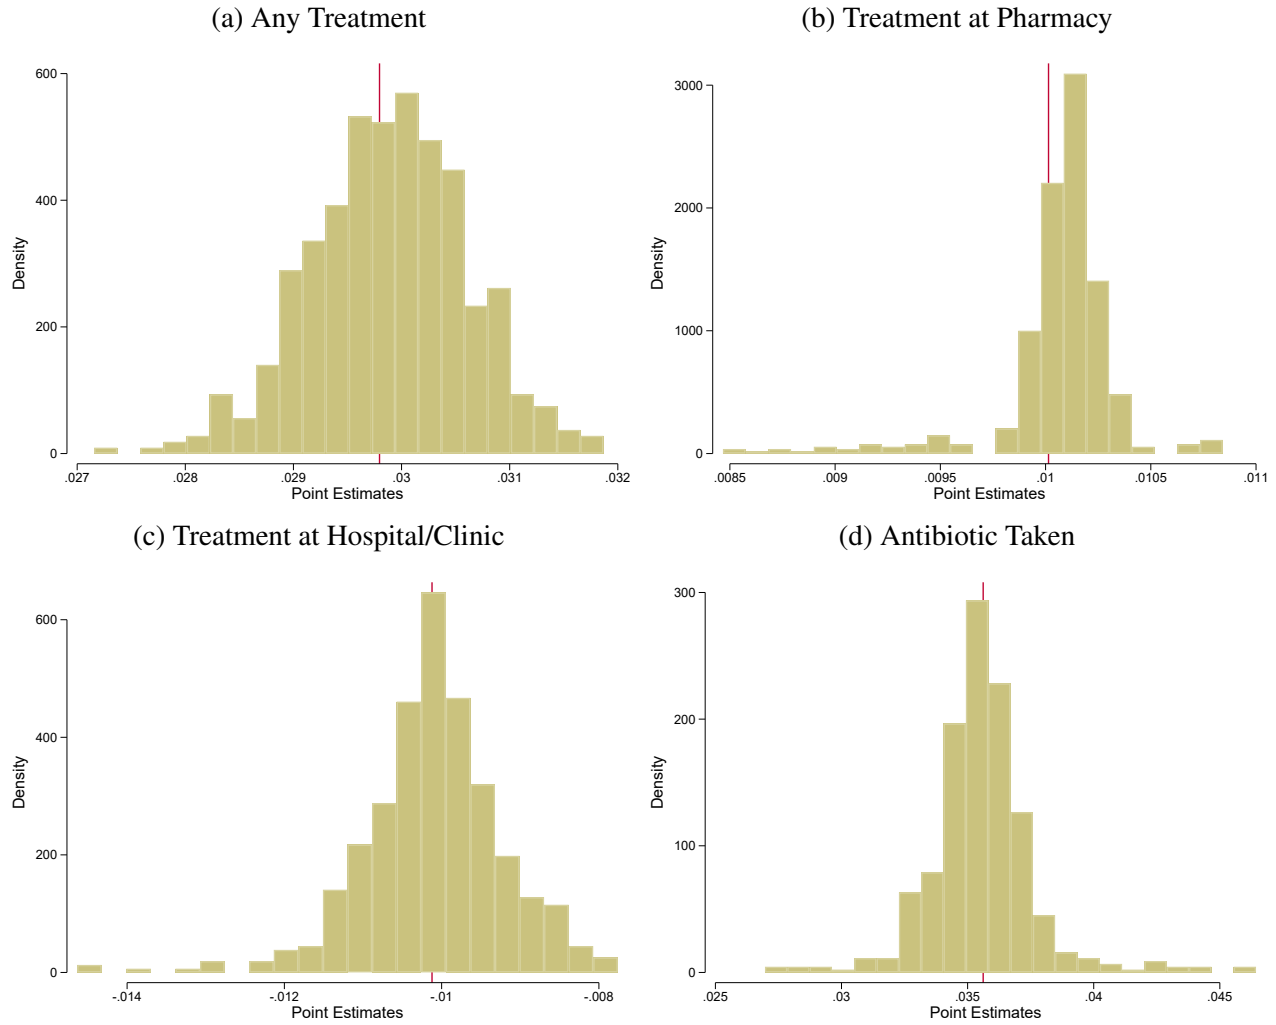 (a) Any Treatment
600
400
200
0
Density
.027 .028 .029 .03 .031 .032
Point Estimates
(b) Treatment at Pharmacy
3000
2000
1000
0
Density
.0085 .009 .0095 .01 .0105 .011
Point Estimates
(c) Treatment at Hospital/Clinic
600
400
200
0
Density
-.014 -.012 -.01 -.008
Point Estimates
(d) Antibiotic Taken
300
200
100
0
Density
.025 .03 .035 .04 .045
Point Estimates